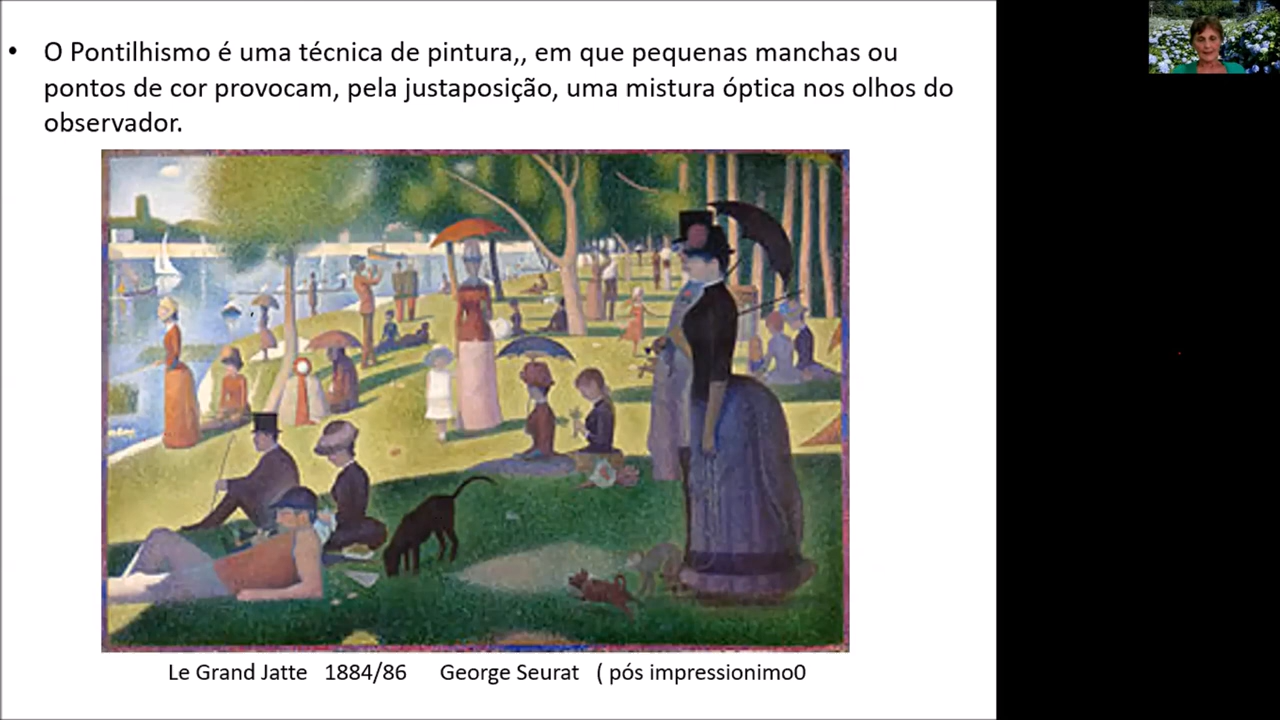 • O Pontilhismo é uma técnica de pintura,, em que pequenas manchas ou
pontos de cor provocam, pela justaposição, uma mistura óptica nos olhos do
observador.
Le Grand Jatte 1884/86 George Seurat ( pós impressionimo0